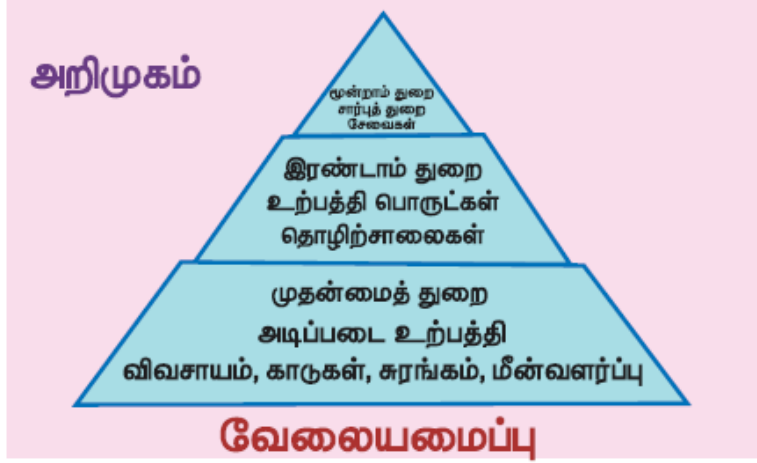 அறிமுகம்
மூன்றாம் துறை
சார்புத் துறை
சேவைகள்
இரண்டாம் துறை
உற்பத்தி பொருட்கள்
தொழிற்சாலைகள்
முதன்மைத் துறை
அடிப்படை உற்பத்தி
விவசாயம், காடுகள், சுரங்கம், மீன்வளர்ப்பு
வேலையமைப்பு